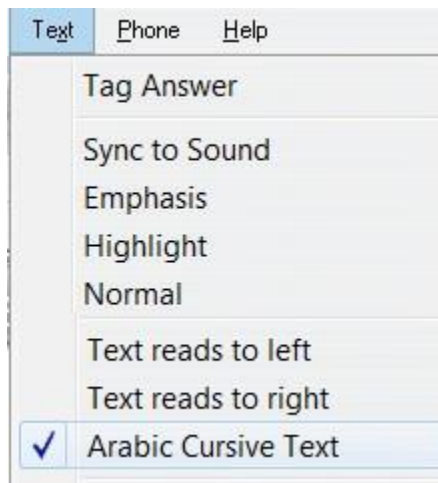 Text Phone Help
Tag Answer
Sync to Sound
Emphasis
Highlight
Normal
Text reads to left
Text reads to right
Arabic Cursive Text